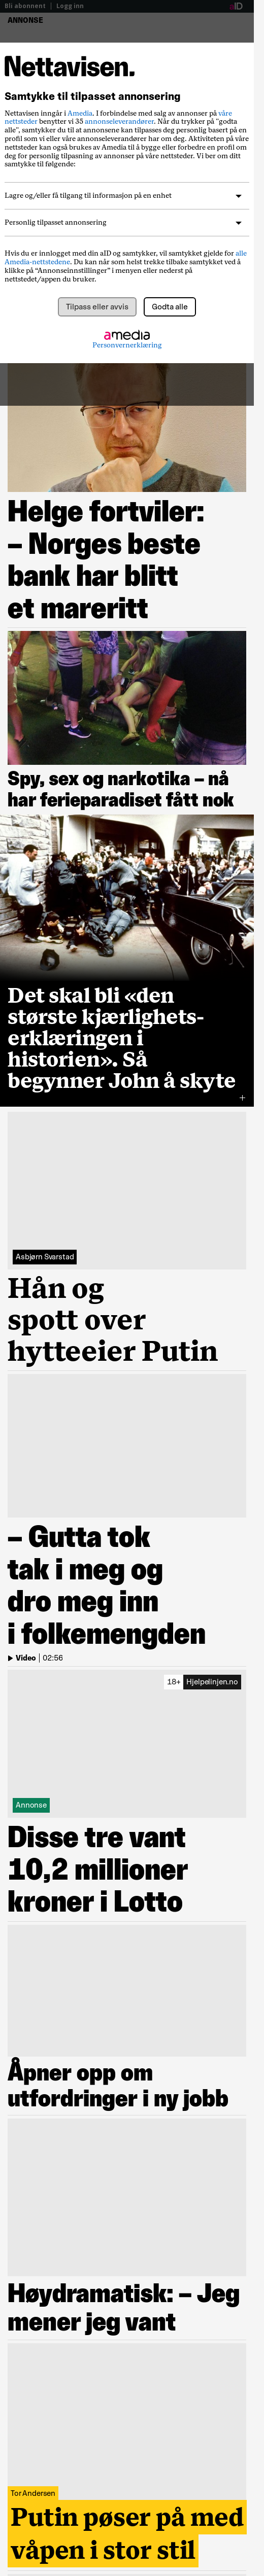 Bli abonnent | Logg inn
aID
ANNONSE
Nettavisen.
Samtykke til tilpasset annonsering
Nettavisen inngår i Amedia. I forbindelse med salg av annonser på våre
nettsteder benytter vi 35 annonseleverandører. Når du trykker på "godta
alle", samtykker du til at annonsene kan tilpasses deg personlig basert på en
profil som vi eller våre annonseleverandører har om deg. Aktiviteten på våre
nettsteder kan også brukes av Amedia til å bygge eller forbedre en profil om
deg for personlig tilpasning av annonser på våre nettsteder. Vi ber om ditt
samtykke til følgende:
Lagre og/eller få tilgang til informasjon på en enhet
Personlig tilpasset annonsering
Hvis du er innlogget med din aID og samtykker, vil samtykket gjelde for alle
Amedia-nettstedene. Du kan når som helst trekke tilbake samtykket ved å
klikke på “Annonseinnstillinger” i menyen eller nederst på
nettstedet/appen du bruker.
Tilpass eller avvis
Godta alle
amedia
Personvernerklæring
Helge fortviler:
– Norges beste
bank har blitt
et mareritt
Spy, sex og narkotika – nå
har ferieparadiset fått nok
Det skal bli «den
største kjærlighets-
erklæringen i
historien». Så
begynner John å skyte
+
Asbjørn Svarstad
Hån og
spott over
hytteeier Putin
– Gutta tok
tak i meg og
dro meg inn
i folkemengden
Video | 02:56
18+ Hjelpelinjen.no
Annonse
Disse tre vant
10,2 millioner
kroner i Lotto
Åpner opp om
utfordringer i ny jobb
Høydramatisk: – Jeg
mener jeg vant
Tor Andersen
Putin pøser på med
våpen i stor stil